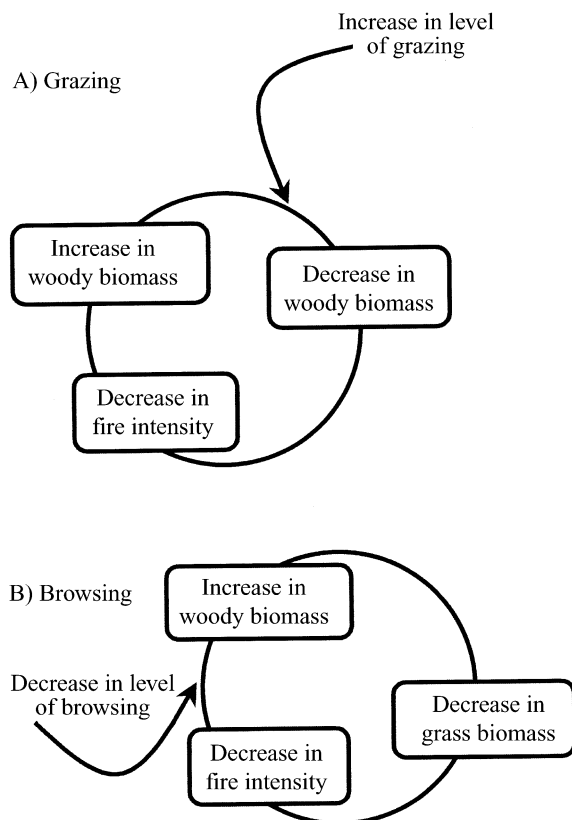 Increase in level
of grazing
A) Grazing
Increase in
woody biomass
Decrease in
woody biomass
Decrease in
fire intensity
B) Browsing
Increase in
woody biomass
Decrease in level
of browsing
Decrease in
grass biomass
Decrease in
fire intensity